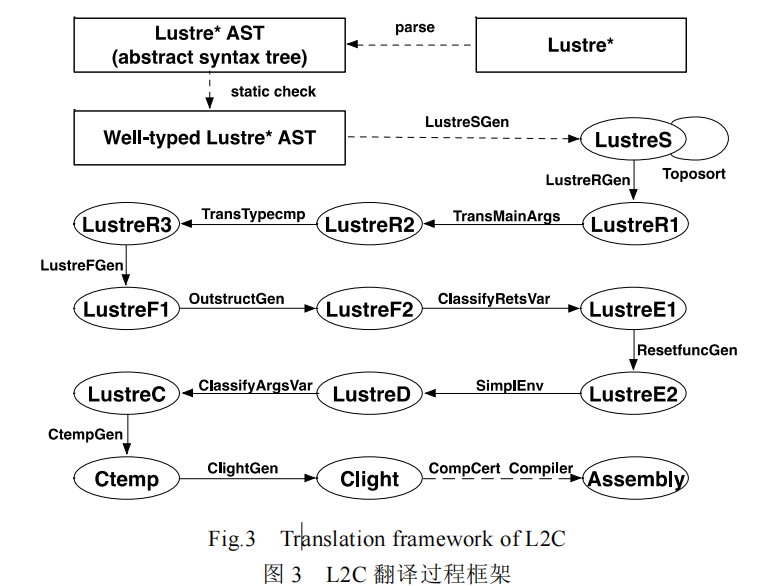 Lustre* AST
(abstract syntax tree)
parse
Lustre*
static check
Well-typed Lustre* AST
LustreSGen
LustreS
Toposort
LustreRGen
LustreR3
TransTypecmp
LustreR2
TransMainArgs
LustreR1
LustreFGen
LustreF1
OutstructGen
LustreF2
ClassifyRetsVar
LustreE1
ResetfuncGen
LustreC
ClassifyArgsVar
LustreD
SimplEnv
LustreE2
CtempGen
Ctemp
ClightGen
Clight
CompCert Compiler
Assembly
Fig.3 Translation framework of L2C
图 3 L2C 翻译过程框架